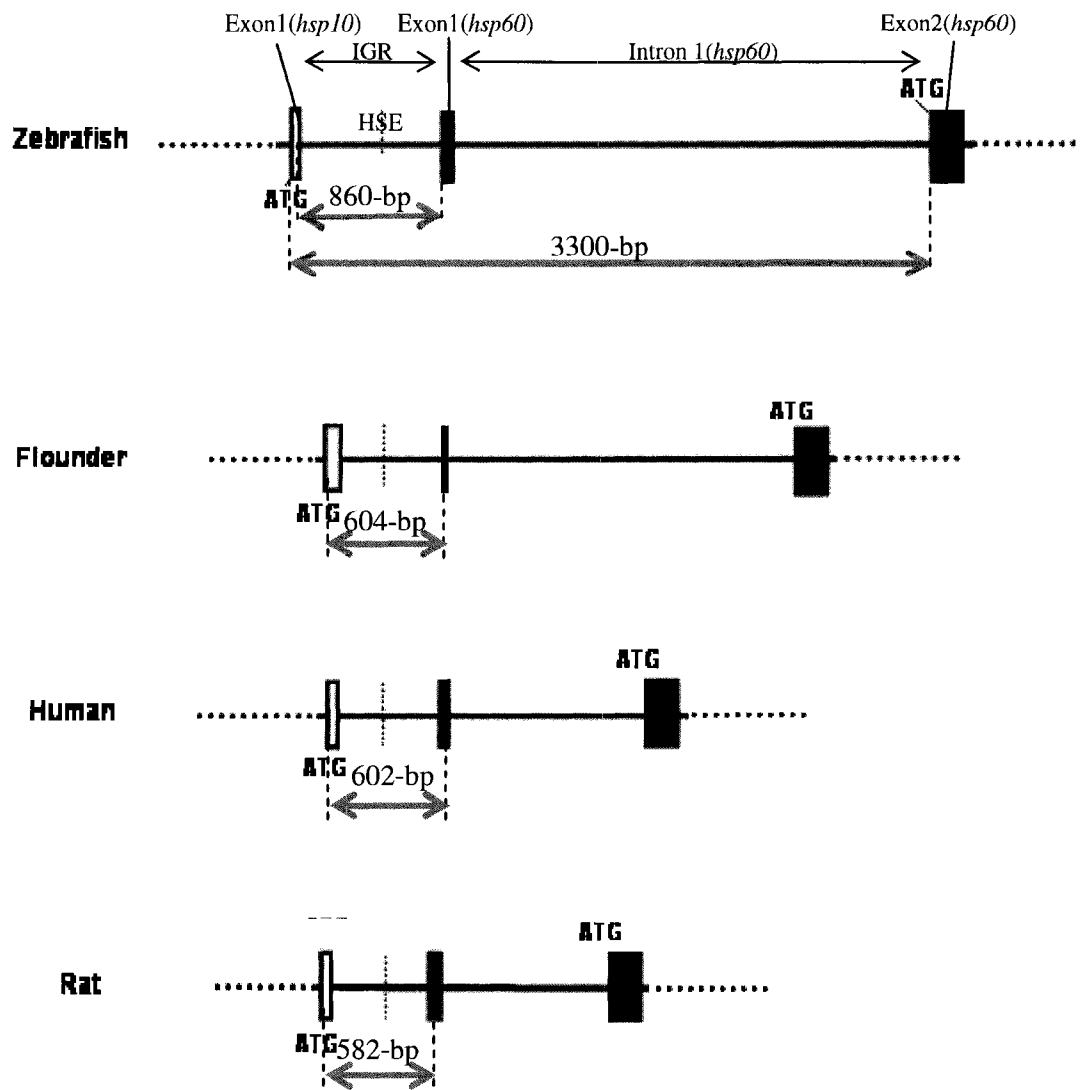 Exon1(hsp10) Exon1(hsp60) Exon2(hsp60)
IGR Intron 1(hsp60)
ATG
Zebrafish HSE
ATG 860-bp
3300-bp
ATG
Flounder
ATG 604-bp
ATG
Human
ATG 602-bp
ATG
Rat
ATG 582-bp